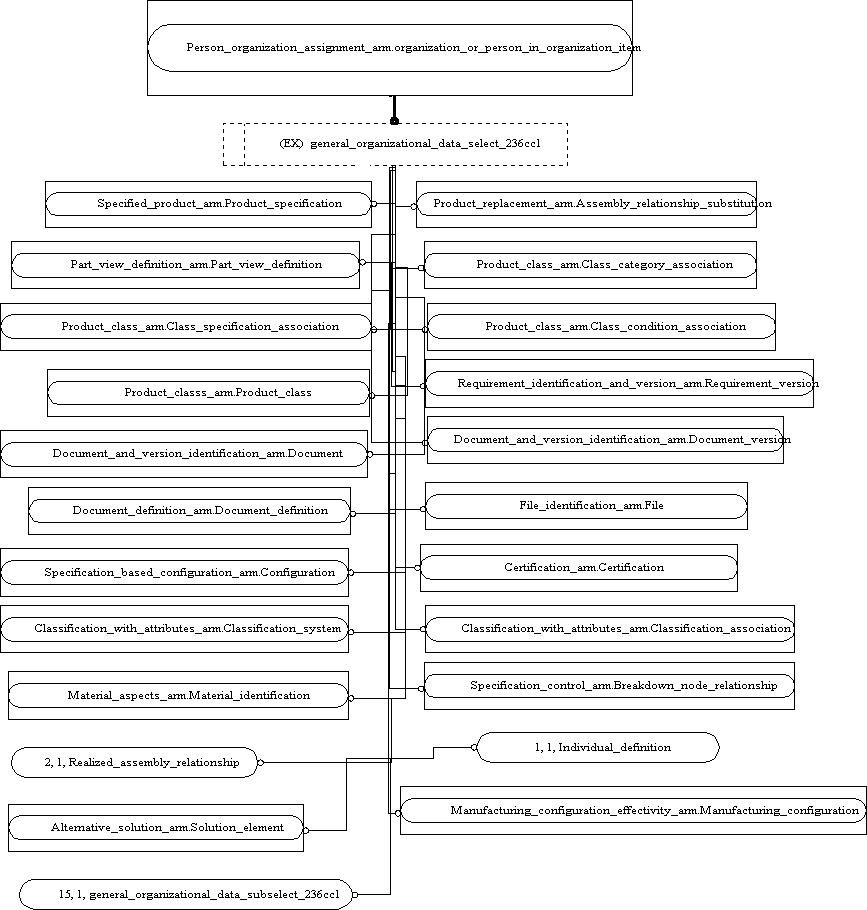 Person_organization_assignment_arm.organization_or_person_in_organization_item
(EX) general_organizational_data_select_236ccl
Specified_product_arm.Product_specification
Product_replacement_arm.Assembly_relationship_substitution
Part_view_definition_arm.Part_view_definition
Product_class_arm.Class_category_association
Product_class_arm.Class_specification_association
Product_class_arm.Class_condition_association
Product_classs_arm.Product_class
Requirement_identification_and_version_arm.Requirement_version
Document_and_version_identification_arm.Document
Document_and_version_identification_arm.Document_version
Document_definition_arm.Document_definition
File_identification_arm.File
Specification_based_configuration_arm.Configuration
Certification_arm.Certification
Classification_with_attributes_arm.Classification_system
Classification_with_attributes_arm.Classification_association
Material_aspects_arm.Material_identification
Specification_control_arm.Breakdown_node_relationship
2, 1, Realized_assembly_relationship
1, 1, Individual_definition
Alternative_solution_arm.Solution_element
Manufacturing_configuration_effectivity_arm.Manufacturing_configuration
15, 1, general_organizational_data_subselect_236ccl